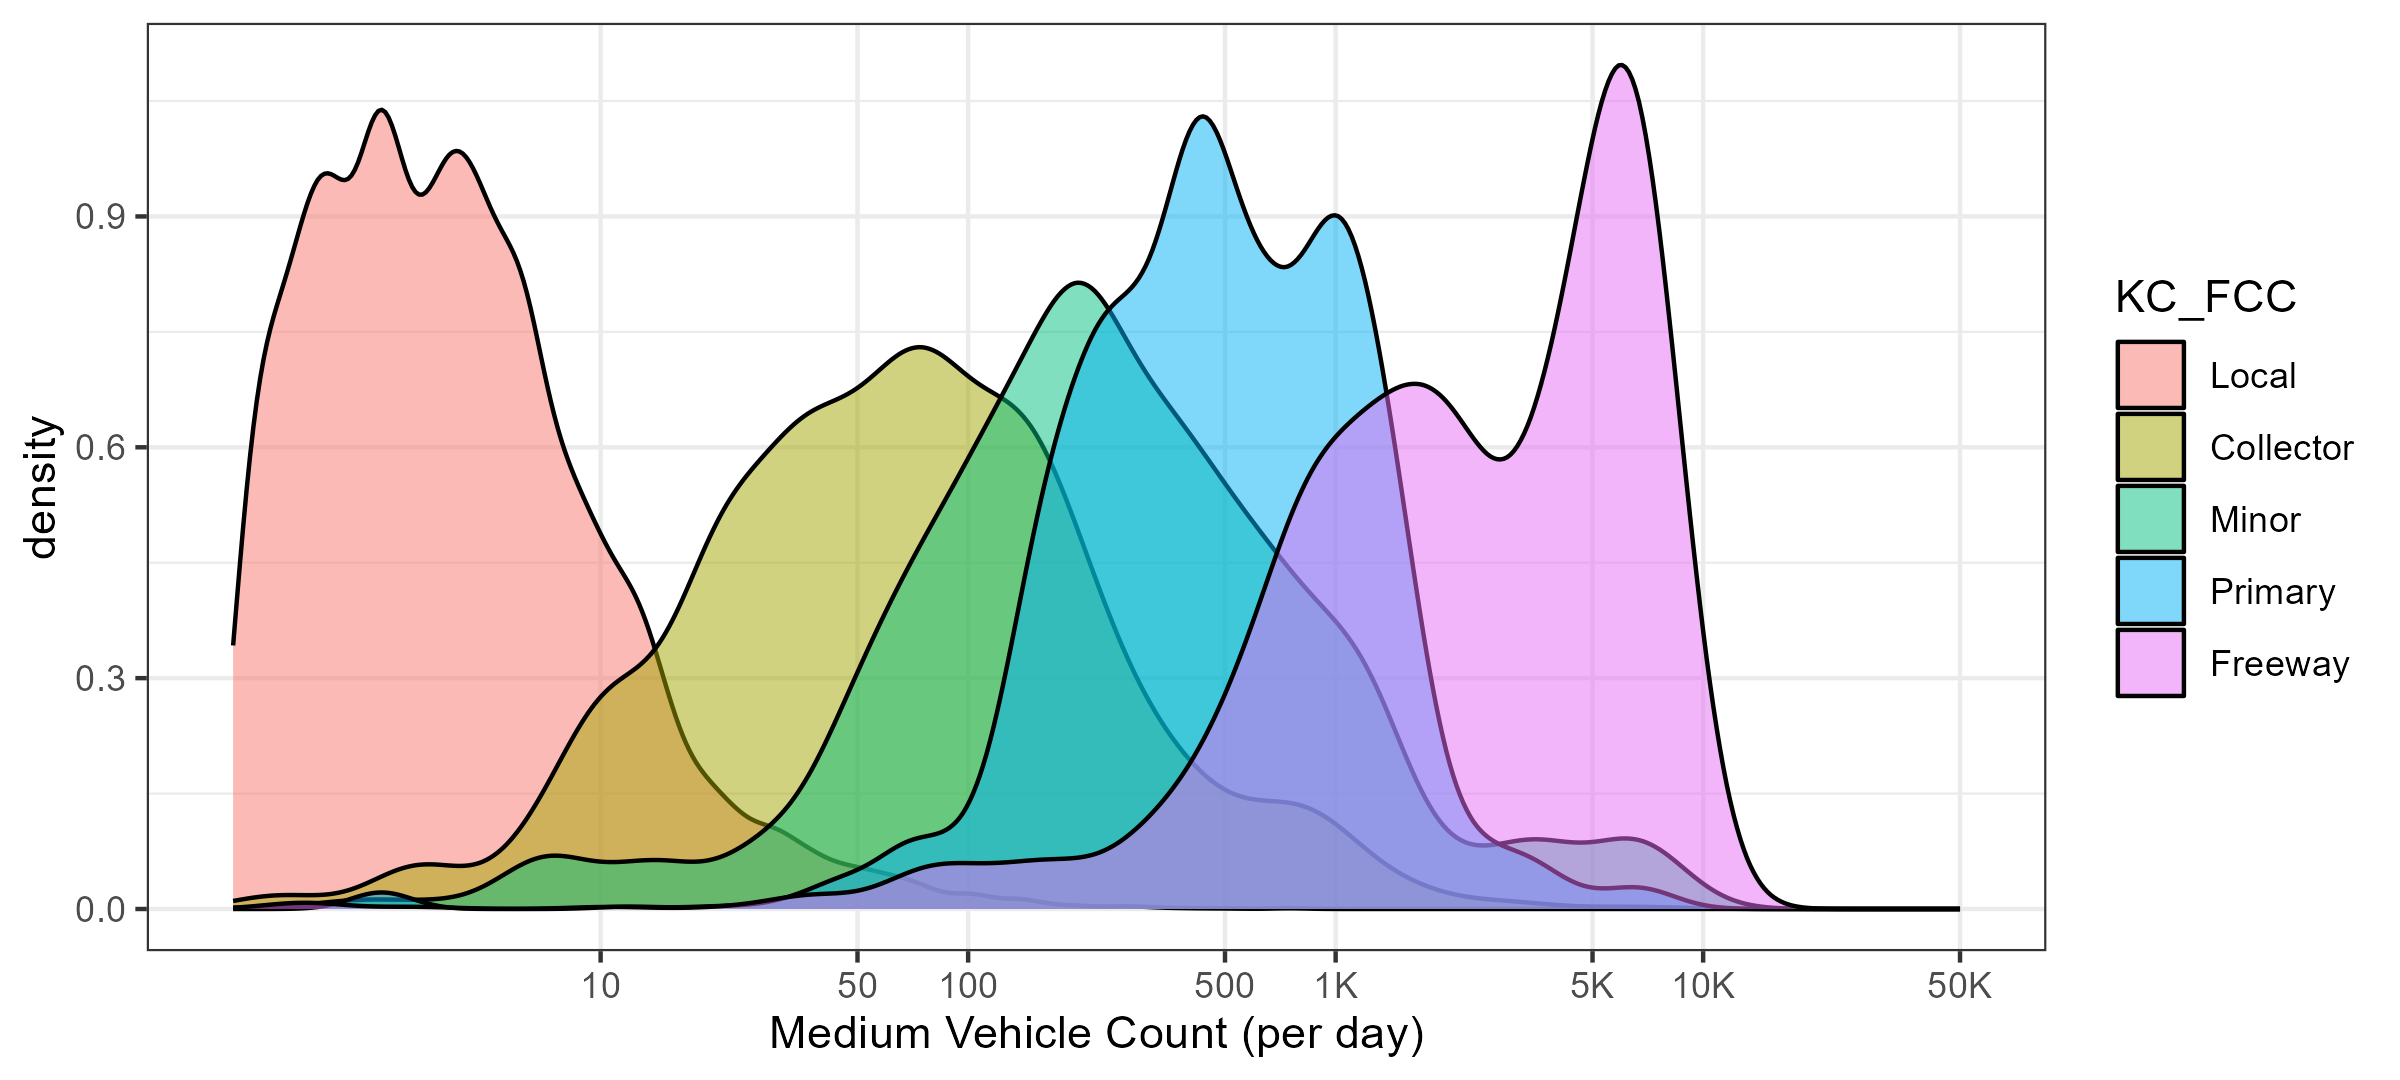 density
0.9
0.6
0.3
0.0
10
50
100
500
1K
5K
10K
50K
Medium Vehicle Count (per day)
KC_FCC
Local
Collector
Minor
Primary
Freeway